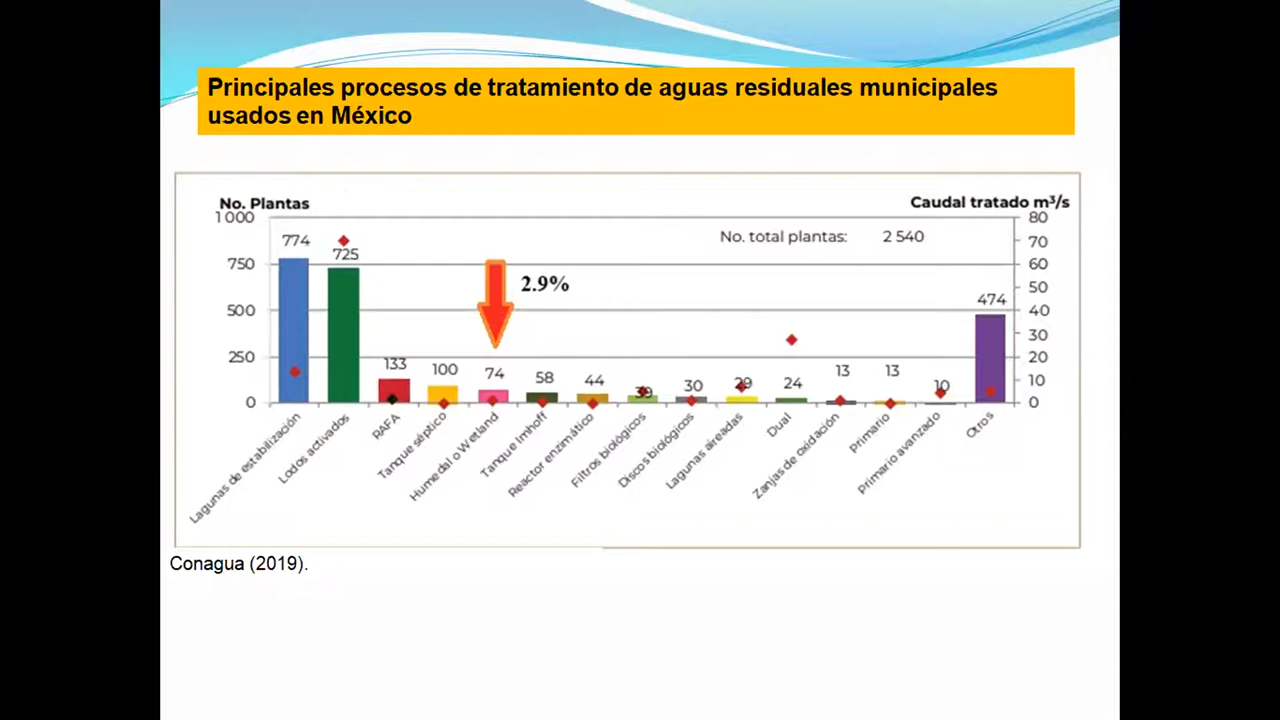 Principales procesos de tratamiento de aguas residuales municipales
usados en México
No. Plantas
Caudal tratado m³/s
1 000
750
500
250
0
80
70
60
50
40
30
20
10
0
No. total plantas: 2 540
2.9%
774
725
133
100
74
58
44
39
30
29
24
13
13
10
474
Lagunas de estabilización
Lodos activados
RAFA
Tanque séptico
Humedal o Wetland
Tanque Imhoff
Reactor enzimático
Filtros biológicos
Discos biológicos
Lagunas aireadas
Dual
Zanjas de oxidación
Primario
Primario avanzado
Otros
Conagua (2019).